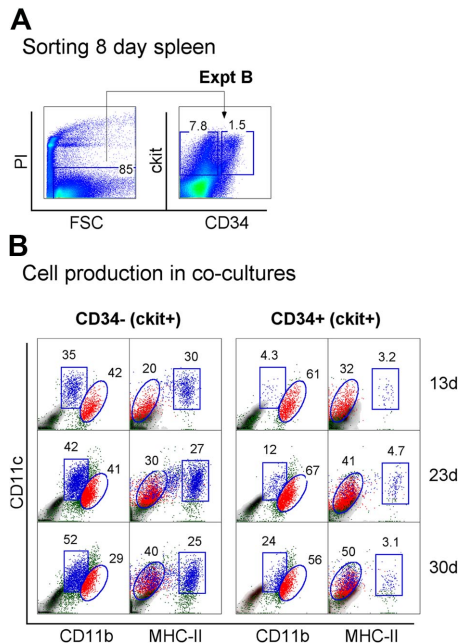 A
Sorting 8 day spleen
Expt B
PI
85
FSC
ckit
7.8 1.5
CD34
B
Cell production in co-cultures
CD34- (ckit+) CD34+ (ckit+)
CD11c
35 42 20 30 4.3 61 32 3.2 13d
42 41 30 27 12 67 41 4.7 23d
52 29 40 25 24 56 50 3.1 30d
CD11b MHC-II CD11b MHC-II